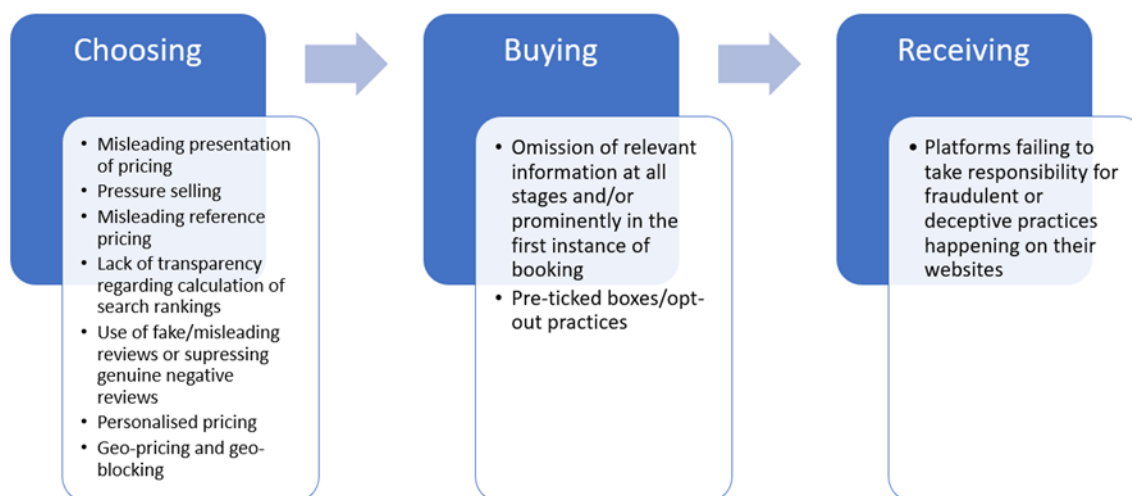 Choosing
• Misleading presentation
of pricing
• Pressure selling
• Misleading reference
pricing
• Lack of transparency
regarding calculation of
search rankings
• Use of fake/misleading
reviews or supressing
genuine negative
reviews
• Personalised pricing
• Geo-pricing and geo-
blocking
Buying
• Omission of relevant
information at all
stages and/or
prominently in the
first instance of
booking
• Pre-ticked boxes/opt-
out practices
Receiving
• Platforms failing to
take responsibility for
fraudulent or
deceptive practices
happening on their
websites